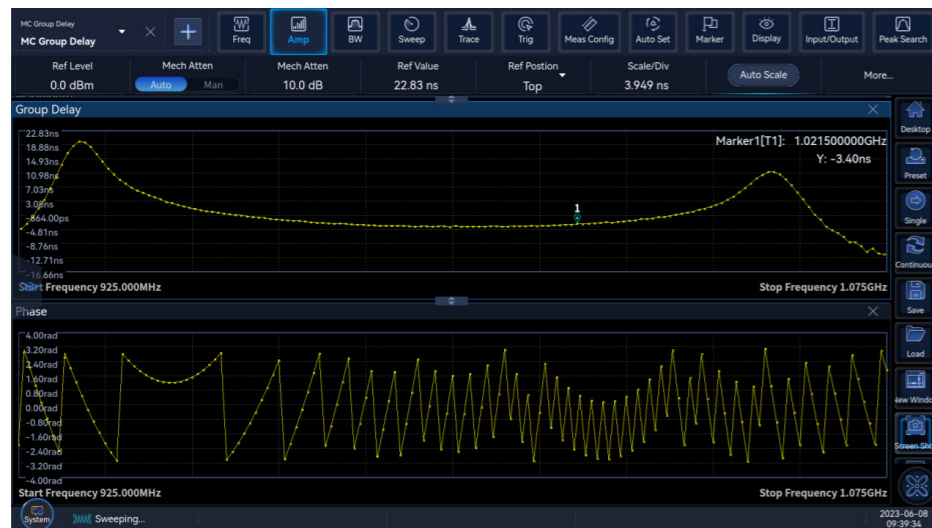 MC Group Delay
MC Group Delay
Freq
Amp
BW
Sweep
Trace
Trig
Meas Config
Auto Set
Marker
Display
Input/Output
Peak Search
Ref Level
0.0 dBm
Mech Atten
Auto Man
Mech Atten
10.0 dB
Ref Value
22.83 ns
Ref Postion
Top
Scale/Div
3.949 ns
Auto Scale
More...
Group Delay
22.83ns
18.88ns
14.93ns
10.98ns
7.03ns
3.08ns
-864.00ps
-4.81ns
-8.76ns
-12.71ns
-16.66ns
Marker1[T1]: 1.021500000GHz
Y: -3.40ns
1
Start Frequency 925.000MHz
Stop Frequency 1.075GHz
Phase
4.00rad
3.20rad
2.40rad
1.60rad
0.80rad
0.00rad
-0.80rad
-1.60rad
-2.40rad
-3.20rad
-4.00rad
Start Frequency 925.000MHz
Stop Frequency 1.075GHz
Desktop
Preset
Single
Continuou
Save
Load
New Windo
Screen Sho
System
Sweeping...
2023-06-08
09:39:34